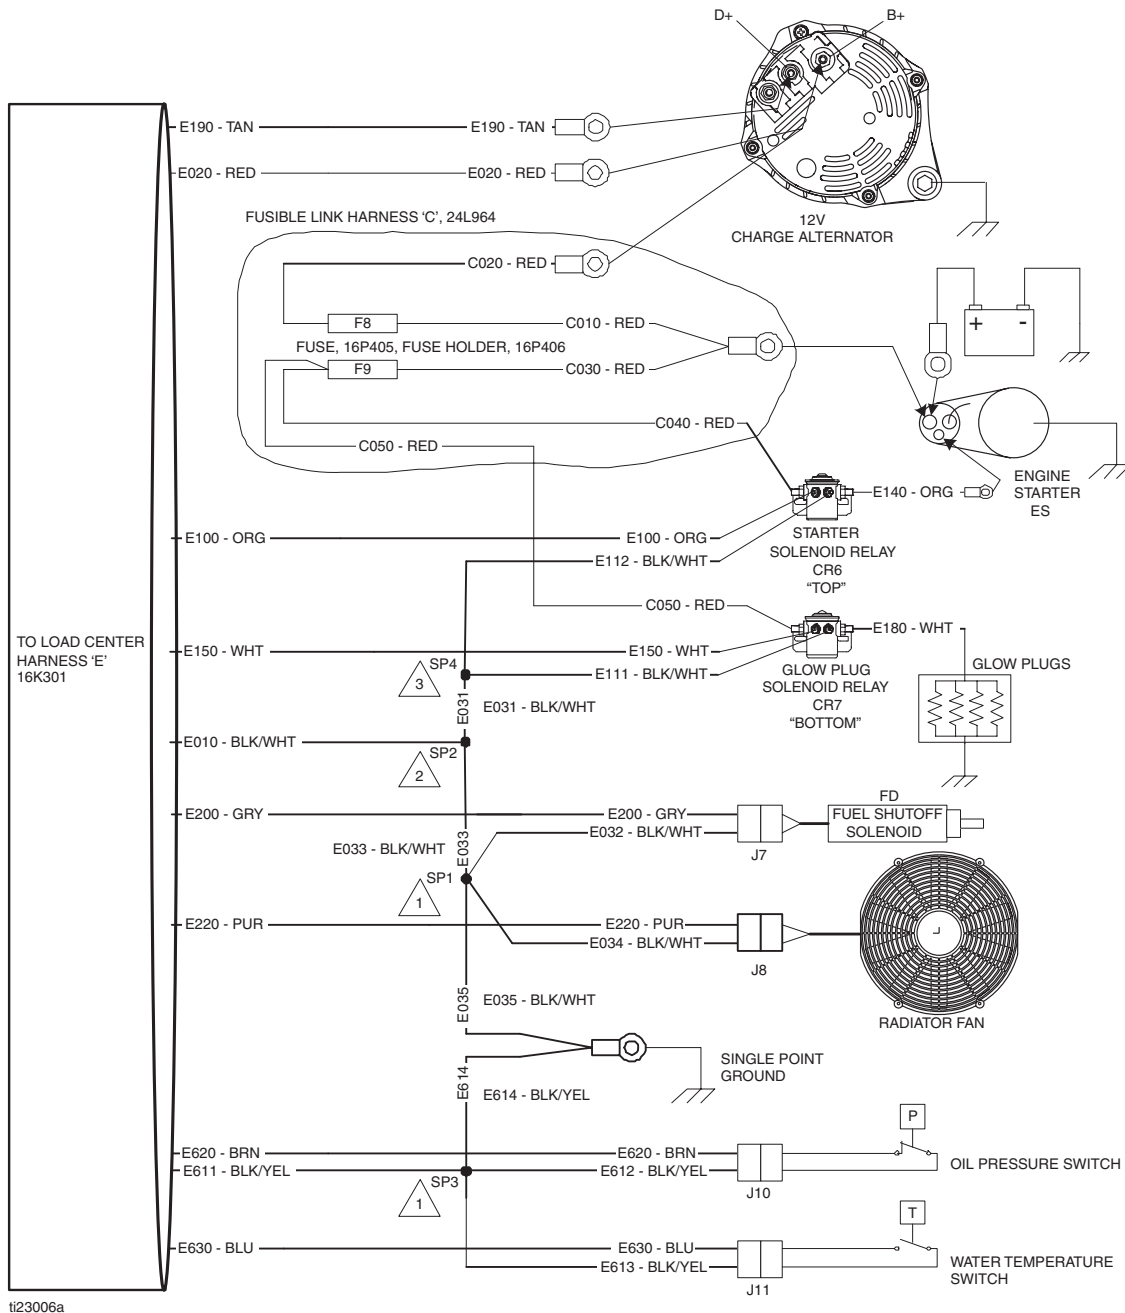 D+
B+
E190 - TAN
E190 - TAN
E020 - RED
E020 - RED
12V
CHARGE ALTERNATOR
FUSIBLE LINK HARNESS ‘C’, 24L964
C020 - RED
F8
C010 - RED
+
-
FUSE, 16P405, FUSE HOLDER, 16P406
F9
C030 - RED
C040 - RED
C050 - RED
ENGINE
STARTER
ES
E140 - ORG
E100 - ORG
E100 - ORG
STARTER
SOLENOID RELAY
CR6
“TOP”
E112 - BLK/WHT
C050 - RED
E180 - WHT
TO LOAD CENTER
HARNESS ‘E’
16K301
E150 - WHT
E150 - WHT
GLOW PLUG
SOLENOID RELAY
CR7
“BOTTOM”
GLOW PLUGS
SP4
3
E111 - BLK/WHT
E031
E031 - BLK/WHT
E010 - BLK/WHT
SP2
2
FD
FUEL SHUTOFF
SOLENOID
E200 - GRY
E200 - GRY
E032 - BLK/WHT
J7
E033 - BLK/WHT
E033
SP1
1
E220 - PUR
E220 - PUR
E034 - BLK/WHT
J8
RADIATOR FAN
E035
E035 - BLK/WHT
SINGLE POINT
GROUND
E614
E614 - BLK/YEL
P
E620 - BRN
E620 - BRN
E611 - BLK/YEL
E612 - BLK/YEL
OIL PRESSURE SWITCH
SP3
1
J10
T
E630 - BLU
E630 - BLU
E613 - BLK/YEL
WATER TEMPERATURE
SWITCH
J11
ti23006a